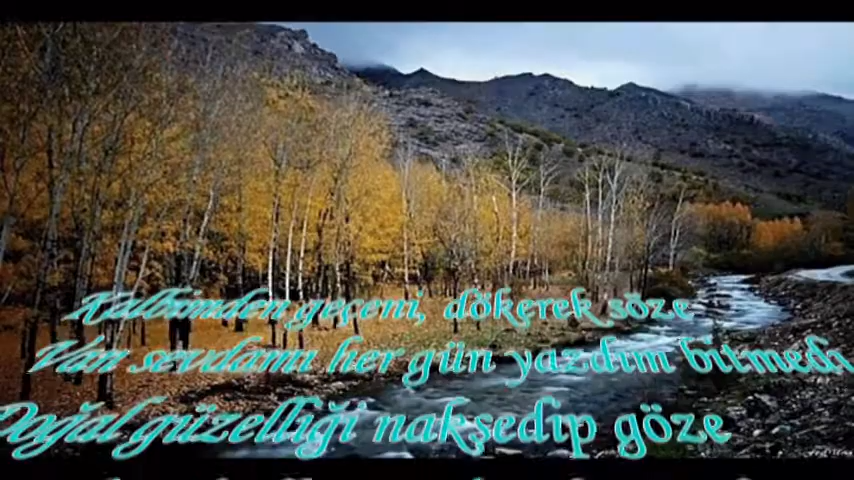 Kalbimden geçeni, dökerek söze
Van sevdamı her gün yazdım bitmedi
Doğal güzelliği nakşedip göze